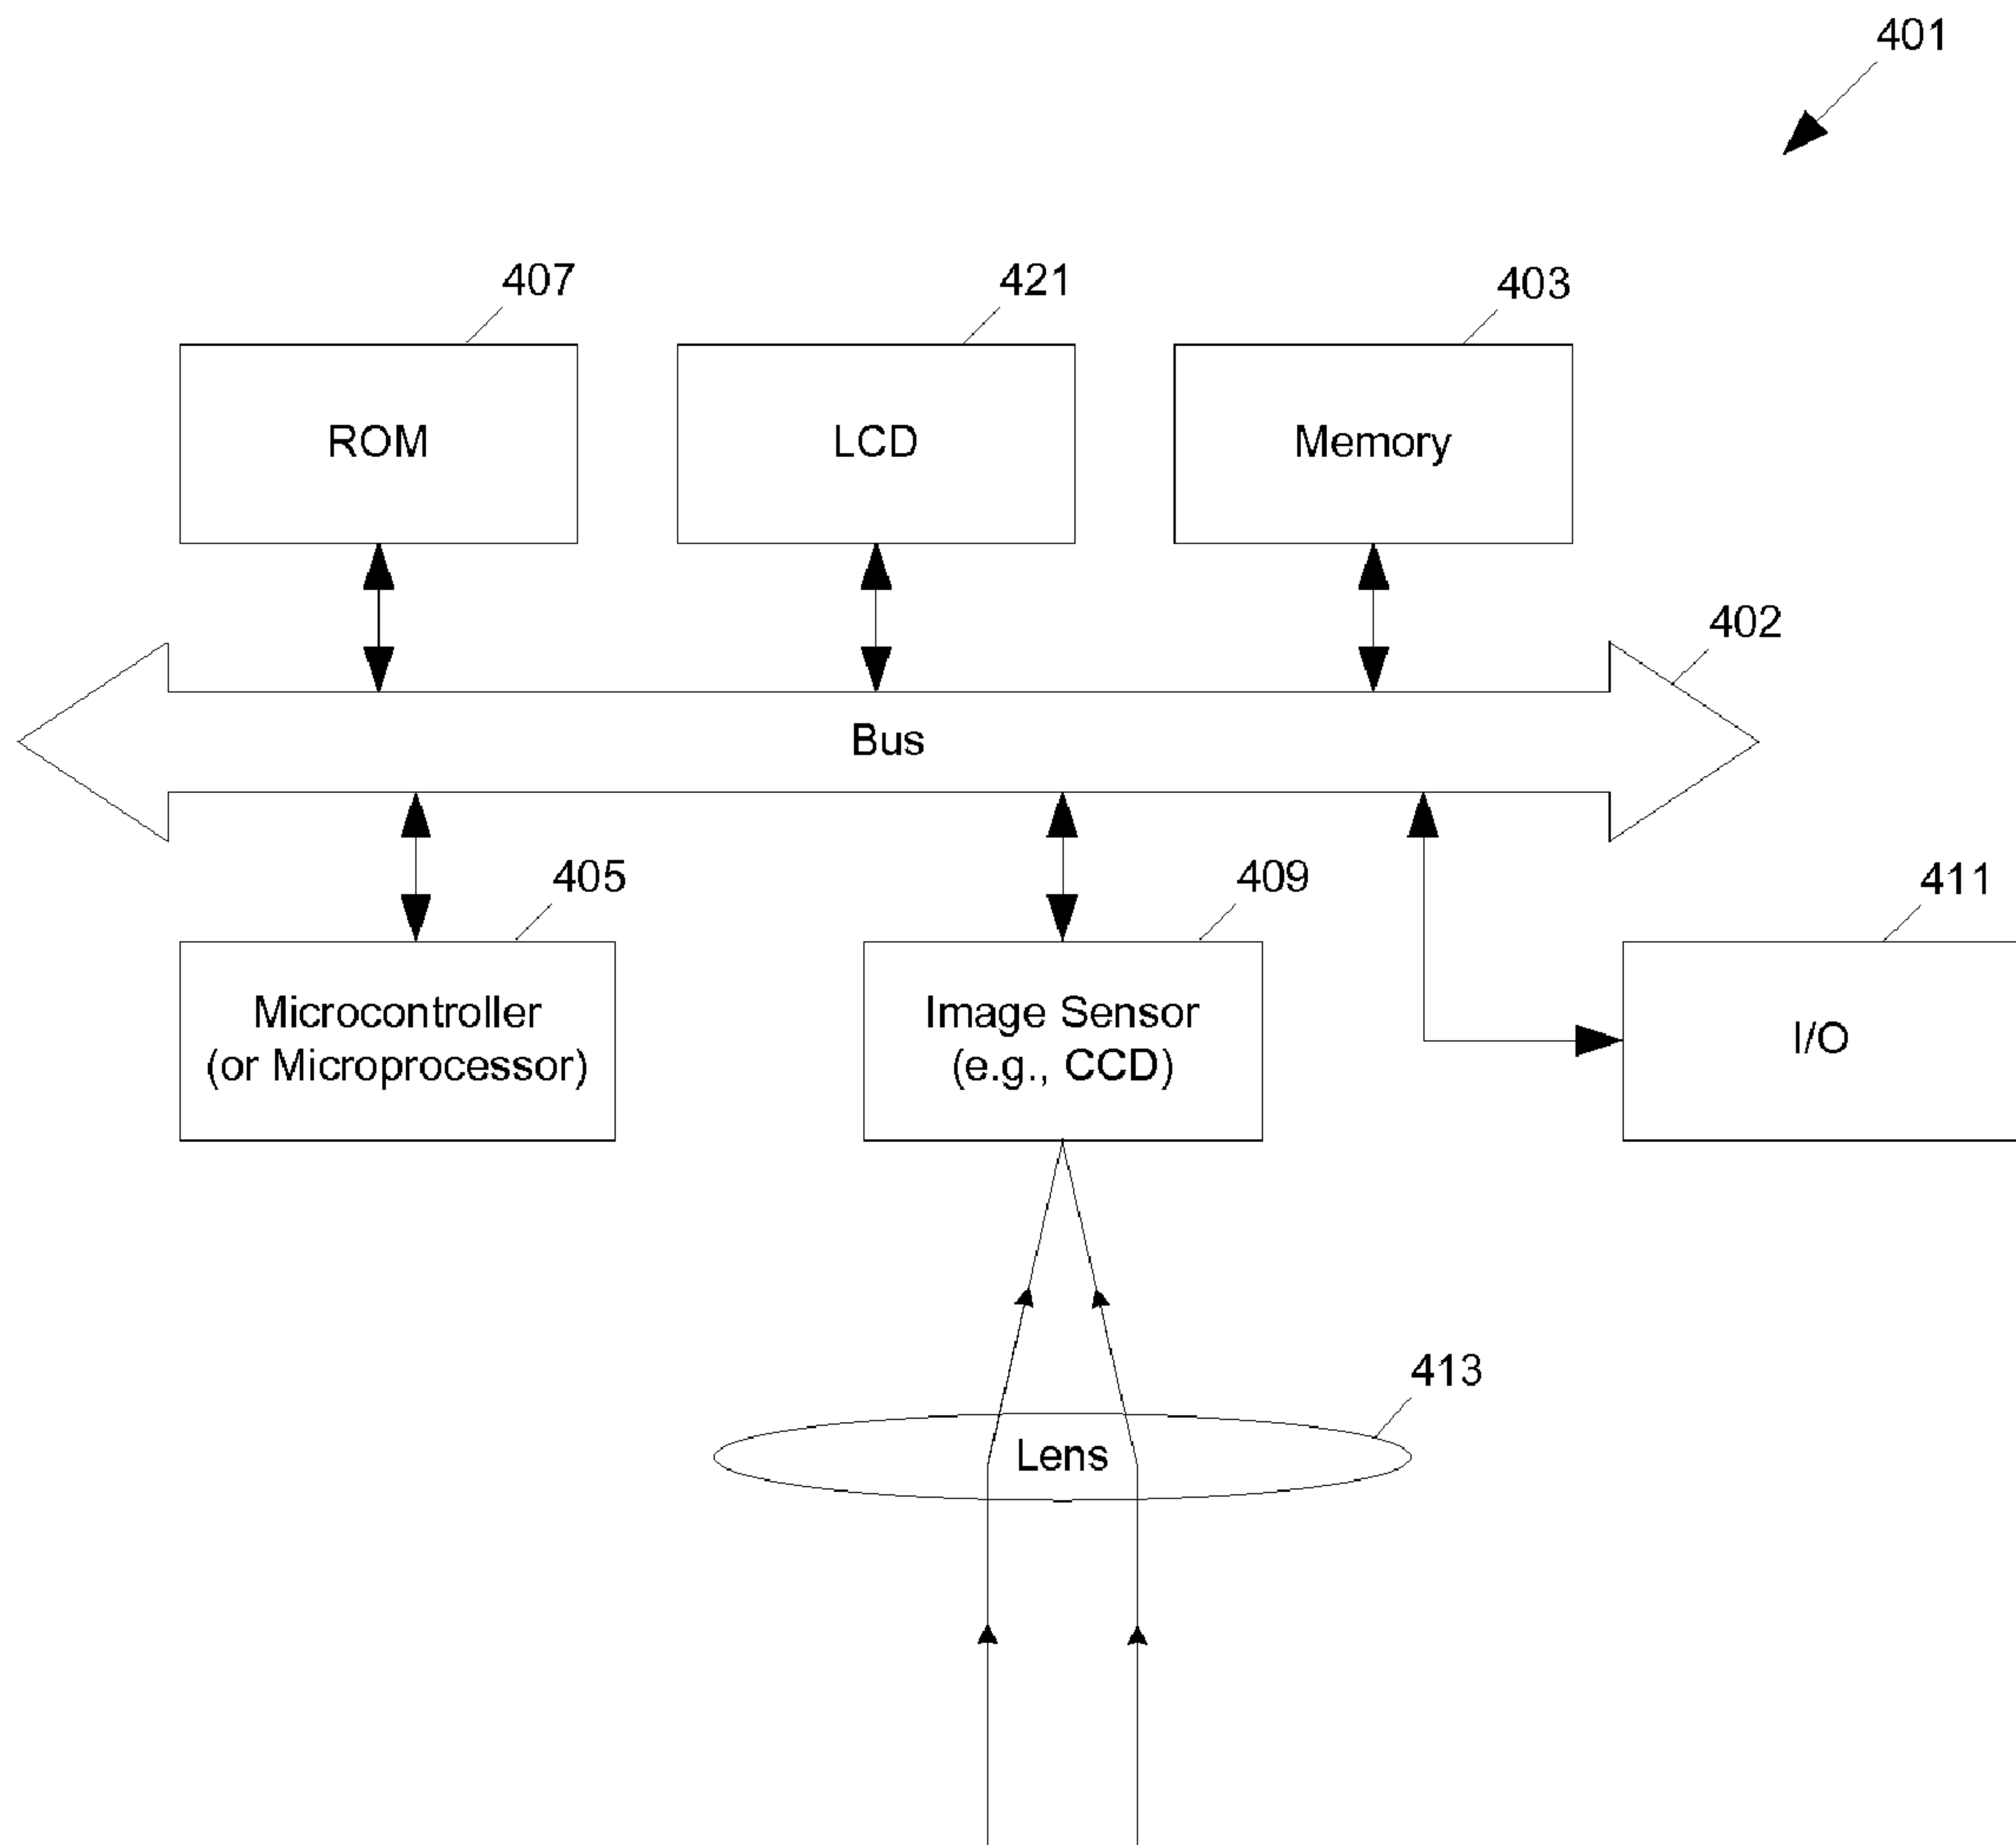 401
407
421
403
ROM
LCD
Memory
402
Bus
405
409
411
Microcontroller
(or Microprocessor)
Image Sensor
(e.g., CCD)
I/O
413
Lens